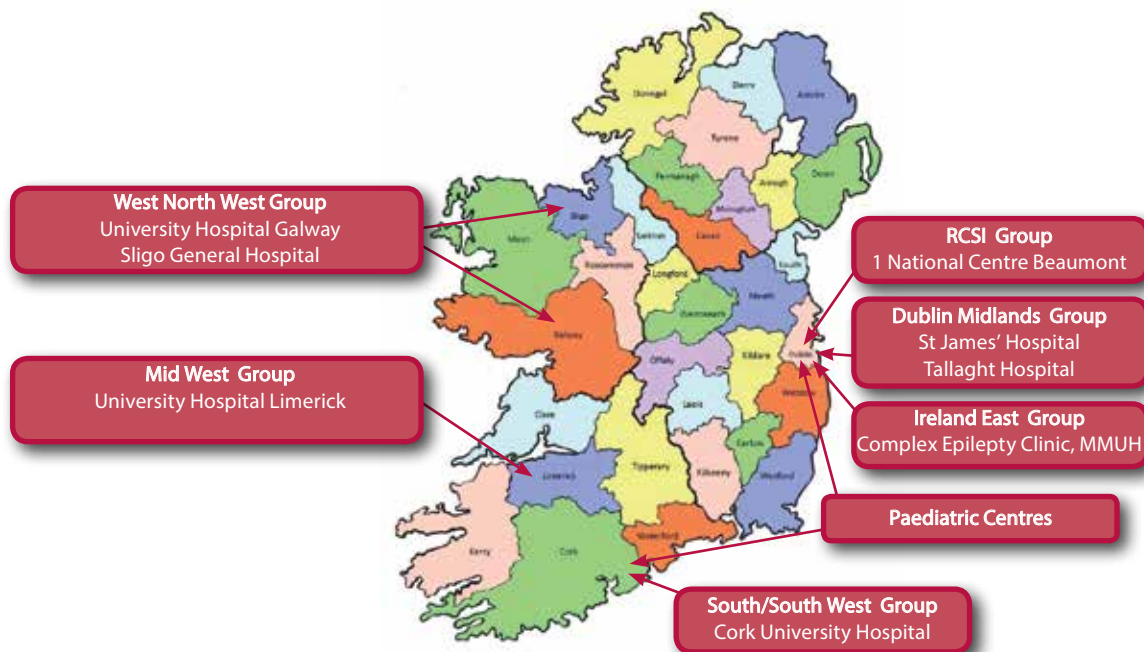 Donegal
Derry
Antrim
Tyrone
Fermanagh
Armagh
Down
Monaghan
West North West Group
University Hospital Galway
Sligo General Hospital
Sligo
Leitrim
Cavan
Mayo
Roscommon
Longford
Louth
Meath
Westmeath
RCSI Group
1 National Centre Beaumont
Dublin Midlands Group
St James' Hospital
Tallaght Hospital
Galway
Offaly
Kildare
Dublin
Mid West Group
University Hospital Limerick
Clare
Laois
Wicklow
Ireland East Group
Complex Epilepty Clinic, MMUH
Carlow
Tipperary
Kilkenny
Wexford
Limerick
Paediatric Centres
Waterford
Kerry
Cork
South/South West Group
Cork University Hospital